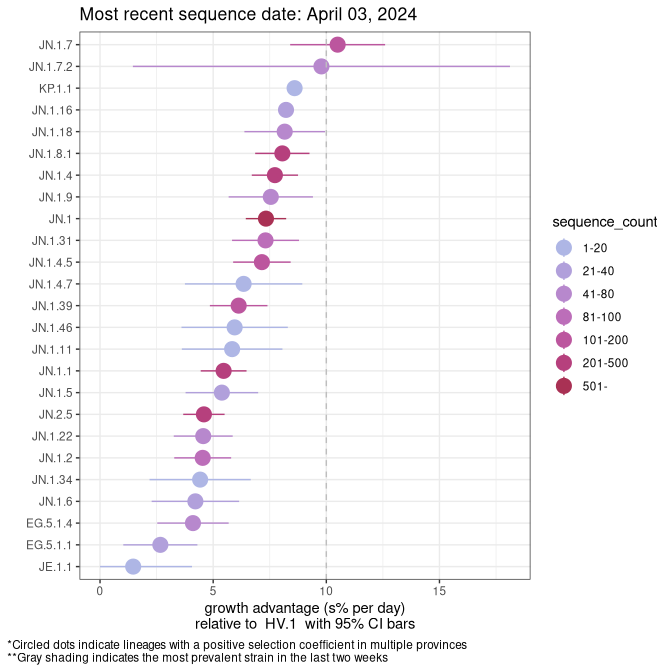 Most recent sequence date: April 03, 2024
JN.1.7
JN.1.7.2
KP.1.1
JN.1.16
JN.1.18
JN.1.8.1
JN.1.4
JN.1.9
JN.1
JN.1.31
JN.1.4.5
JN.1.4.7
JN.1.39
JN.1.46
JN.1.11
JN.1.1
JN.1.5
JN.2.5
JN.1.22
JN.1.2
JN.1.34
JN.1.6
EG.5.1.4
EG.5.1.1
JE.1.1
0 5 10 15
growth advantage (s% per day)
relative to HV.1 with 95% CI bars
sequence_count
1-20
21-40
41-80
81-100
101-200
201-500
501-
*Circled dots indicate lineages with a positive selection coefficient in multiple provinces
**Gray shading indicates the most prevalent strain in the last two weeks